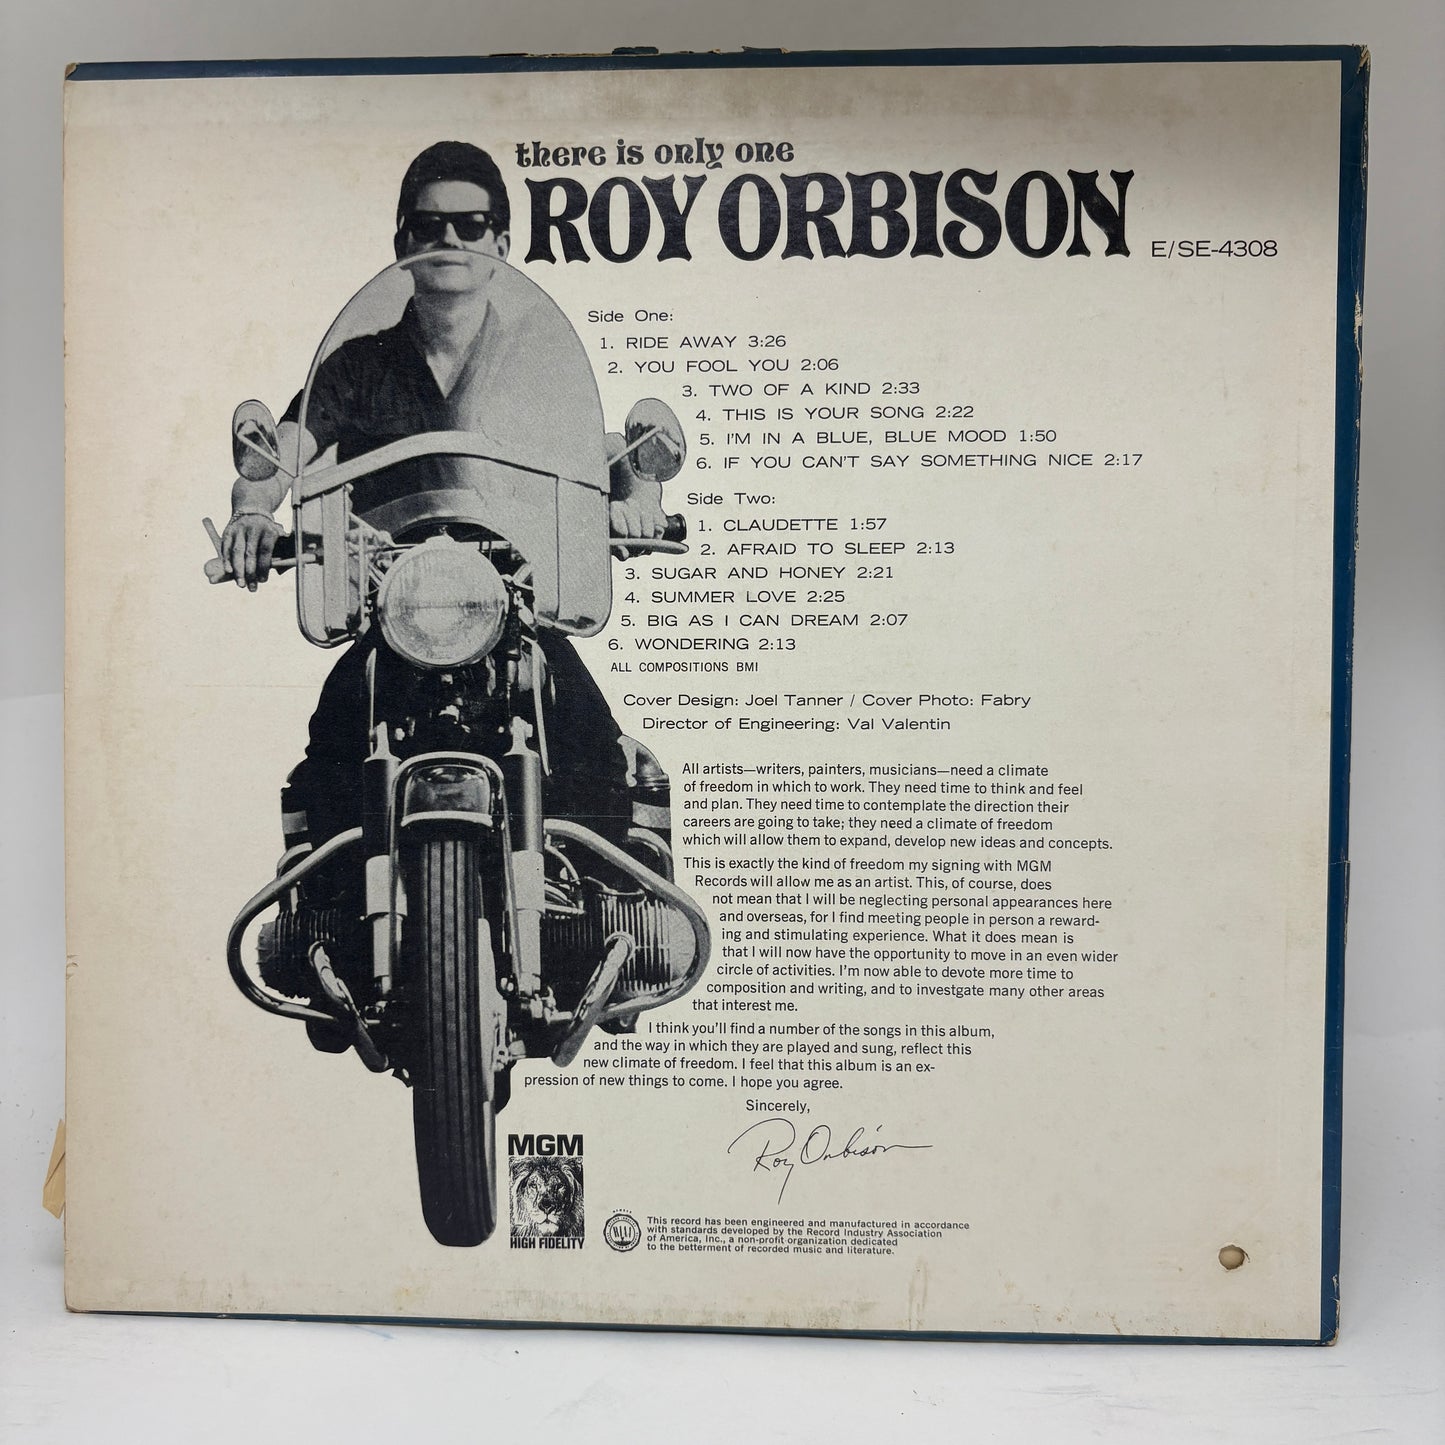 there is only one
ROY ORBISON
E/SE-4308
Side One:
1. RIDE AWAY 3:26
2. YOU FOOL YOU 2:06
3. TWO OF A KIND 2:33
4. THIS IS YOUR SONG 2:22
5. I'M IN A BLUE, BLUE MOOD 1:50
6. IF YOU CAN'T SAY SOMETHING NICE 2:17
Side Two:
1. CLAUDETTE 1:57
2. AFRAID TO SLEEP 2:13
3. SUGAR AND HONEY 2:21
4. SUMMER LOVE 2:25
5. BIG AS I CAN DREAM 2:07
6. WONDERING 2:13
ALL COMPOSITIONS BMI
Cover Design: Joel Tanner / Cover Photo: Fabry
Director of Engineering: Val Valentin
All artists—writers, painters, musicians—need a climate
of freedom in which to work. They need time to think and feel
and plan. They need time to contemplate the direction their
careers are going to take; they need a climate of freedom
which will allow them to expand, develop new ideas and concepts.
This is exactly the kind of freedom my signing with MGM
Records will allow me as an artist. This, of course, does
not mean that I will be neglecting personal appearances here
and overseas, for I find meeting people in person a reward-
ing and stimulating experience. What it does mean is
that I will now have the opportunity to move in an even wider
circle of activities. I'm now able to devote more time to
composition and writing, and to investgate many other areas
that interest me.
I think you'll find a number of the songs in this album,
and the way in which they are played and sung, reflect this
new climate of freedom. I feel that this album is an ex-
pression of new things to come. I hope you agree.
Sincerely,
Roy Orbison
MGM
HIGH FIDELITY
This record has been engineered and manufactured in accordance
with standards developed by the Record Industry Association
of America, Inc., a non-profit organization dedicated
to the betterment of recorded music and literature.